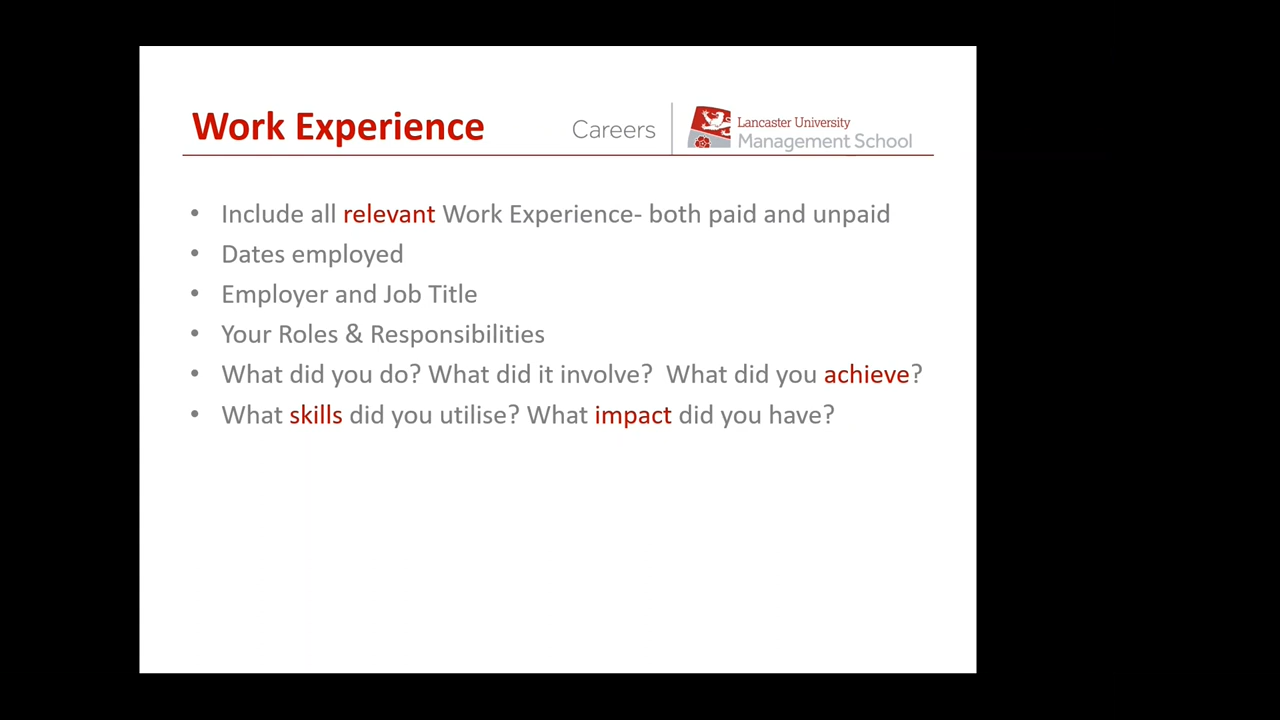 Work Experience
Careers
Lancaster University
Management School
• Include all relevant Work Experience- both paid and unpaid
• Dates employed
• Employer and Job Title
• Your Roles & Responsibilities
• What did you do? What did it involve?  What did you achieve?
• What skills did you utilise? What impact did you have?